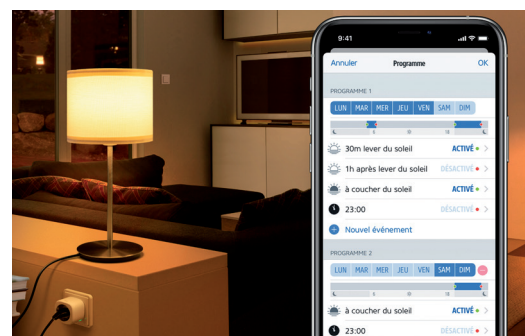 9:41
Annuler Programme OK
PROGRAMME 1
LUN MAR MER JEU VEN SAM DIM
30m lever du soleil ACTIVÉ
1h après lever du soleil DÉSACTIVÉ
à coucher du soleil ACTIVÉ
23:00 DÉSACTIVÉ
Nouvel événement
PROGRAMME 2
LUN MAR MER JEU VEN SAM DIM
à coucher du soleil ACTIVÉ
23:00 DÉSACTIVÉ